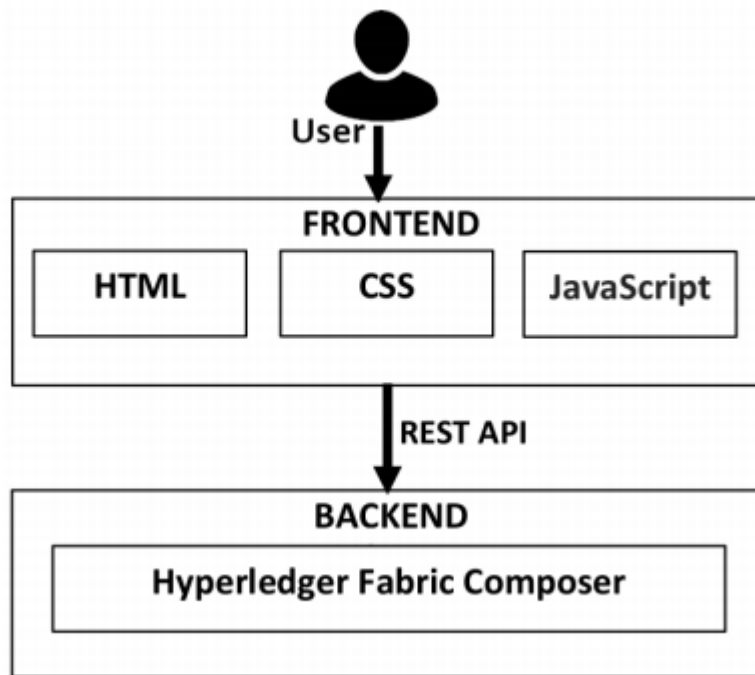 User
FRONTEND
HTML
CSS
JavaScript
REST API
BACKEND
Hyperledger Fabric Composer